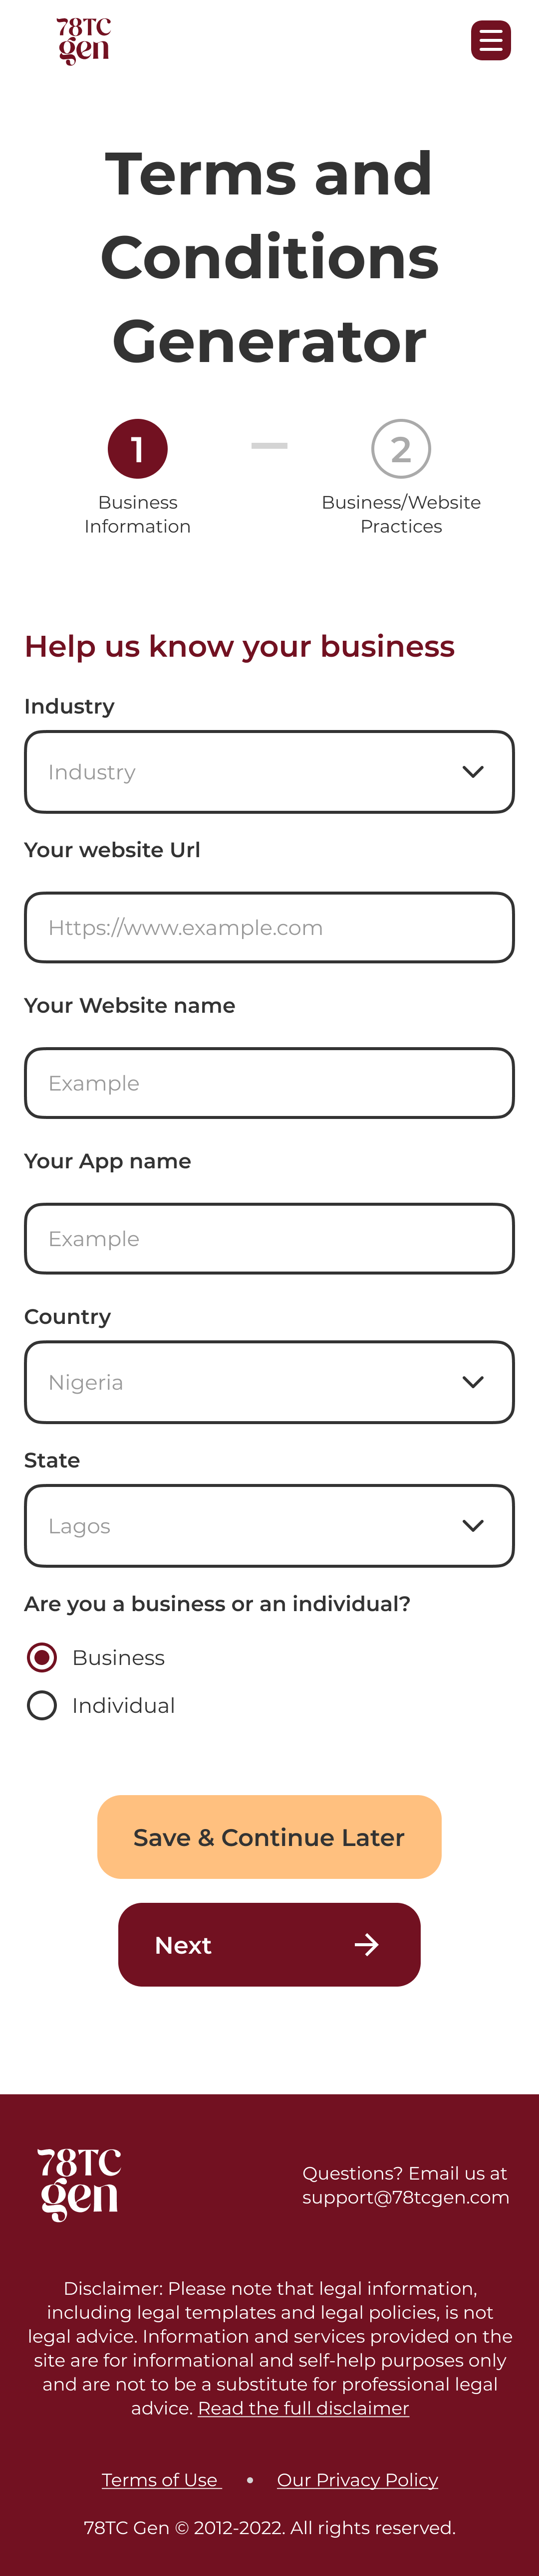 78TC
gen
Terms and
Conditions
Generator
1
2
Business
Information
Business/Website
Practices
Help us know your business
Industry
Industry
Your website Url
Https://www.example.com
Your Website name
Example
Your App name
Example
Country
Nigeria
State
Lagos
Are you a business or an individual?
Business
Individual
Save & Continue Later
Next
78TC
gen
Questions? Email us at
support@78tcgen.com
Disclaimer: Please note that legal information,
including legal templates and legal policies, is not
legal advice. Information and services provided on the
site are for informational and self-help purposes only
and are not to be a substitute for professional legal
advice. Read the full disclaimer
Terms of Use • Our Privacy Policy
78TC Gen © 2012-2022. All rights reserved.